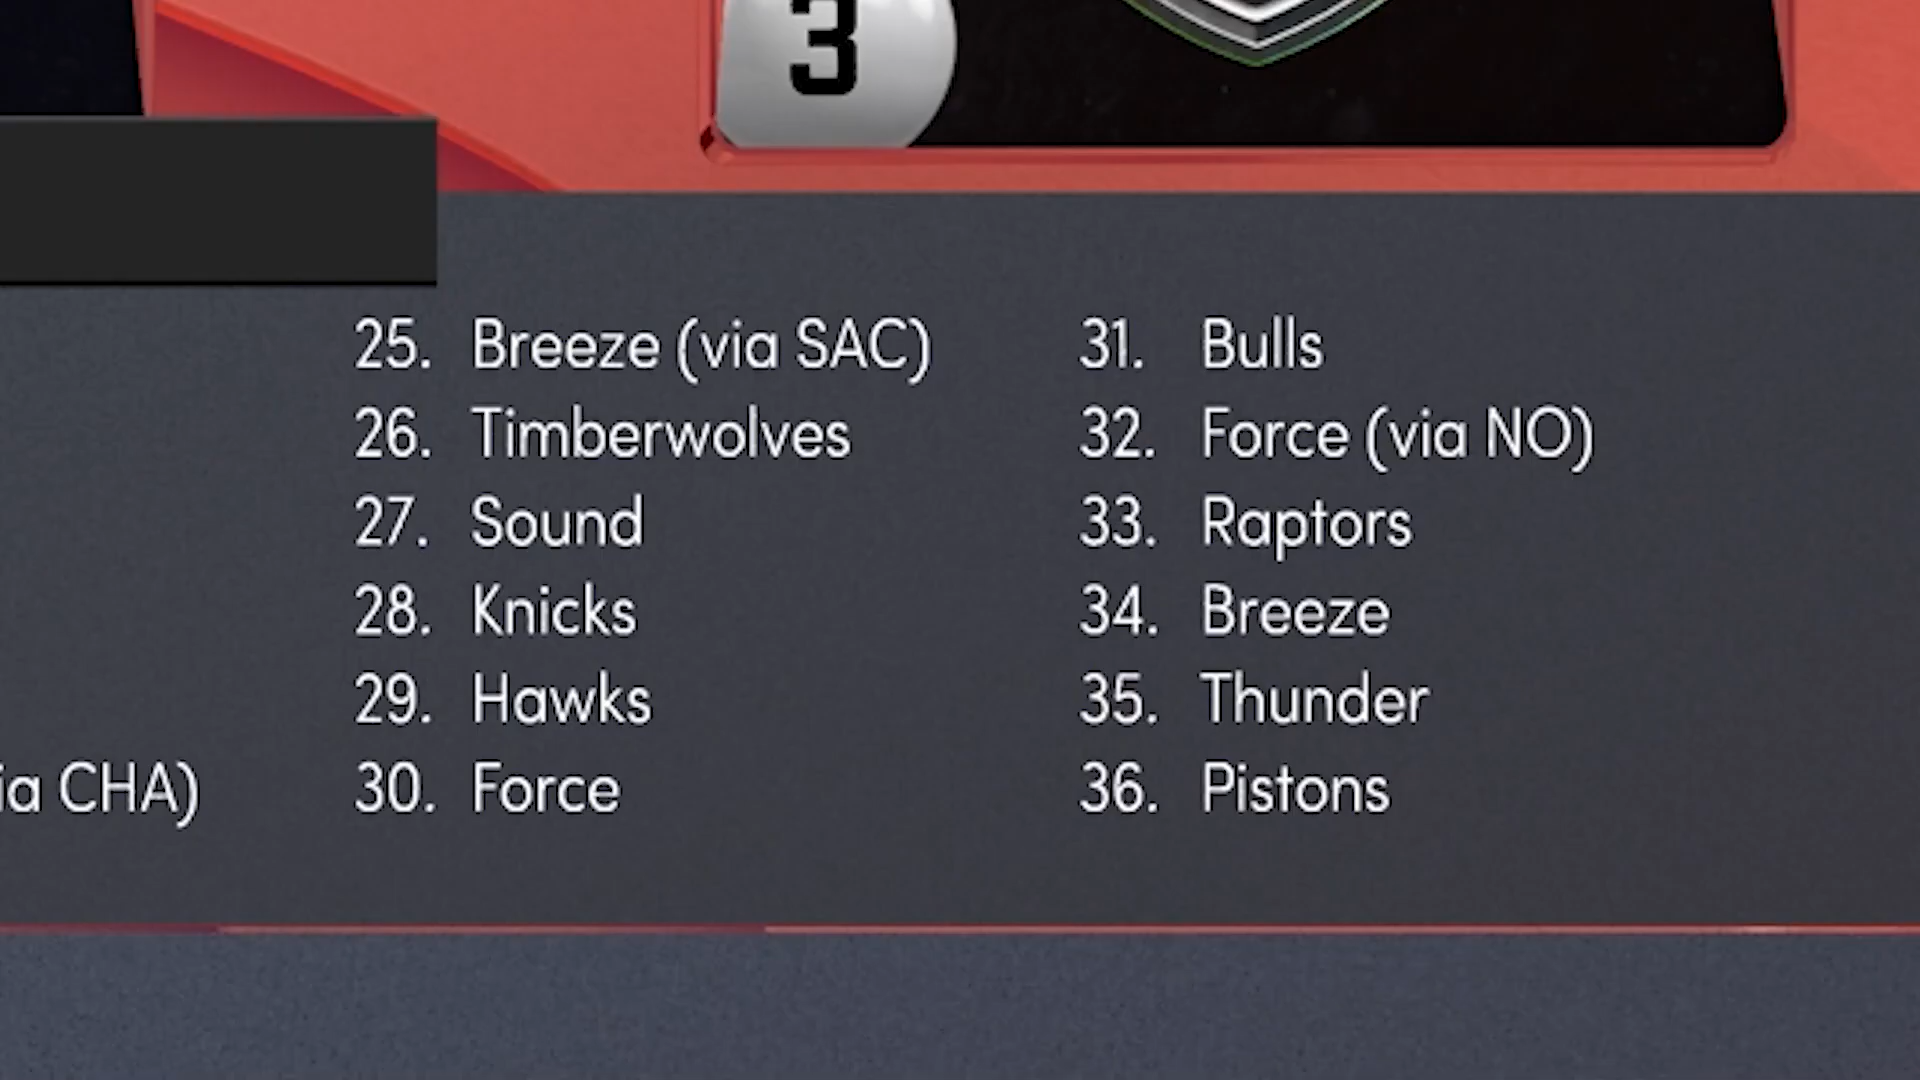 3
25. Breeze (via SAC)
26. Timberwolves
27. Sound
28. Knicks
29. Hawks
30. Force
31. Bulls
32. Force (via NO)
33. Raptors
34. Breeze
35. Thunder
36. Pistons
CHA)